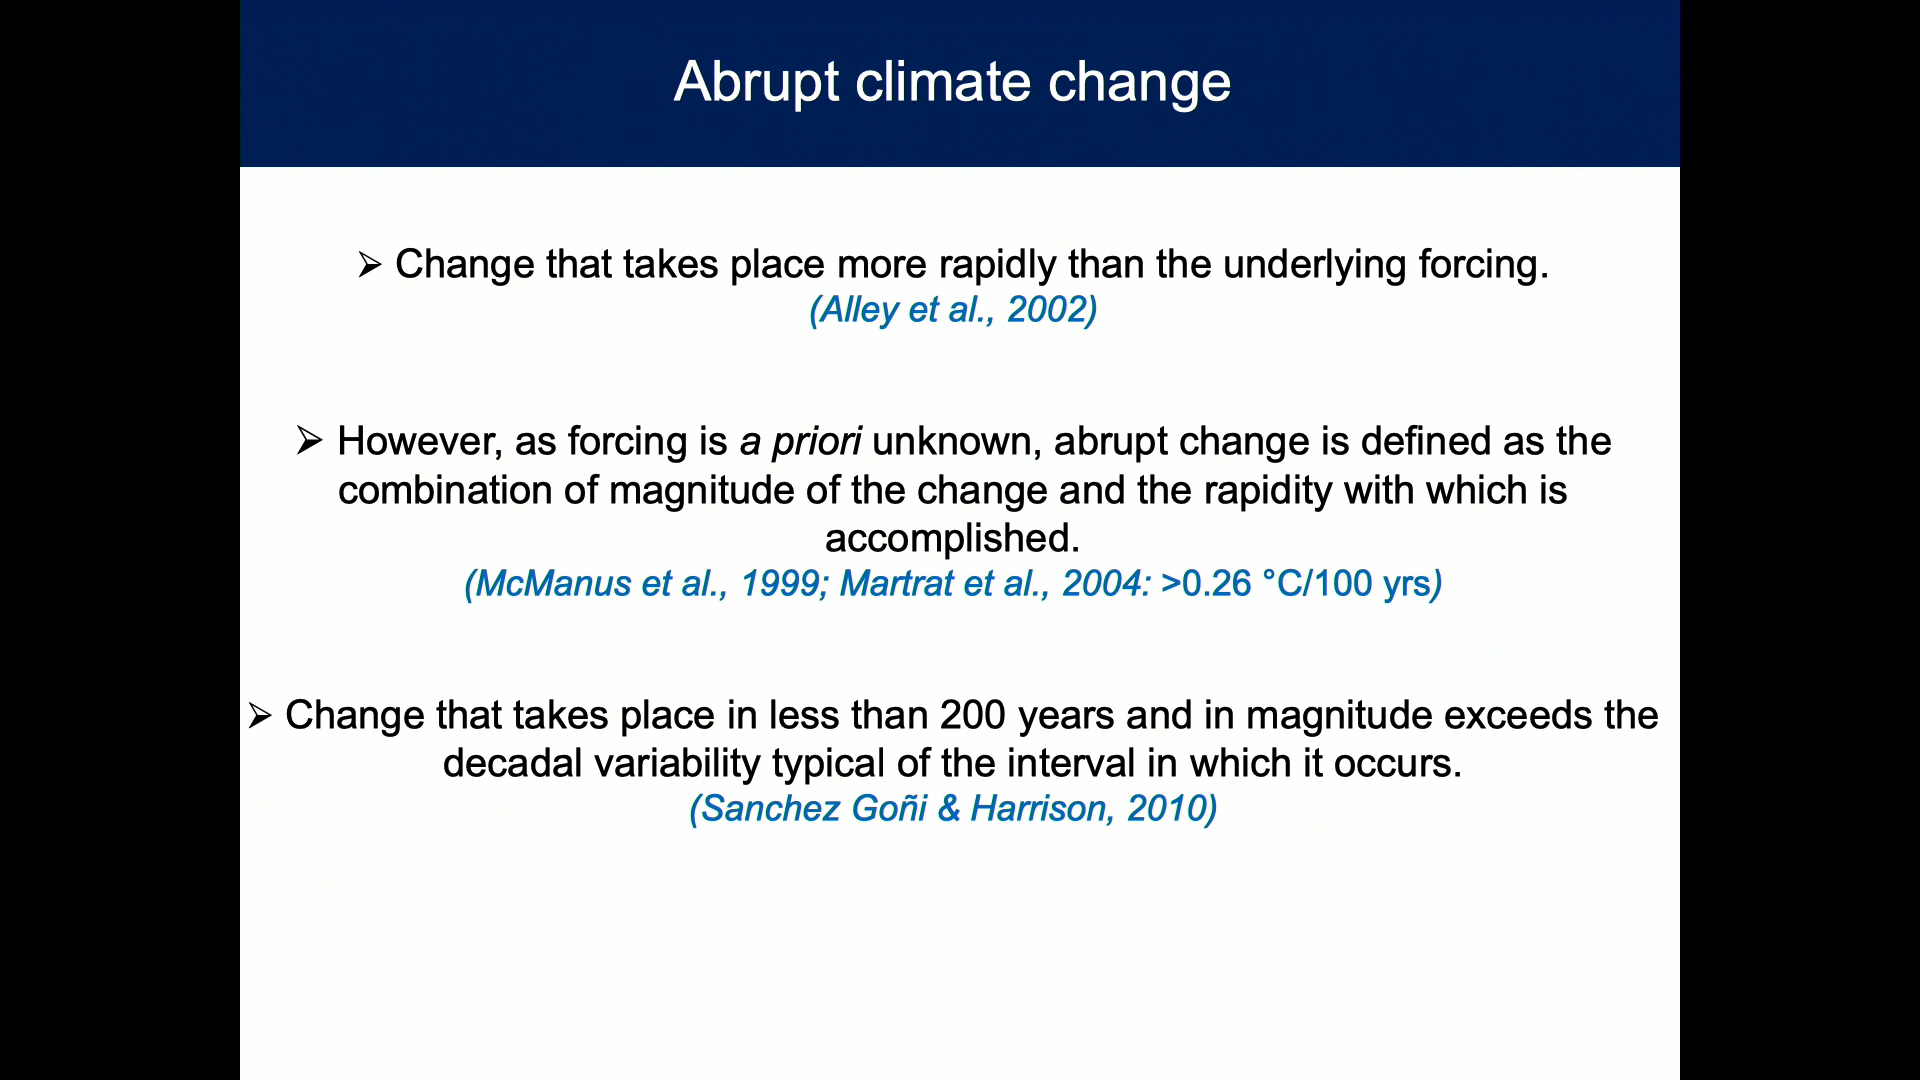 Abrupt climate change
➢ Change that takes place more rapidly than the underlying forcing.
(Alley et al., 2002)
➢ However, as forcing is a priori unknown, abrupt change is defined as the
combination of magnitude of the change and the rapidity with which is
accomplished.
(McManus et al., 1999; Martrat et al., 2004: >0.26 °C/100 yrs)
➢ Change that takes place in less than 200 years and in magnitude exceeds the
decadal variability typical of the interval in which it occurs.
(Sanchez Goñi & Harrison, 2010)